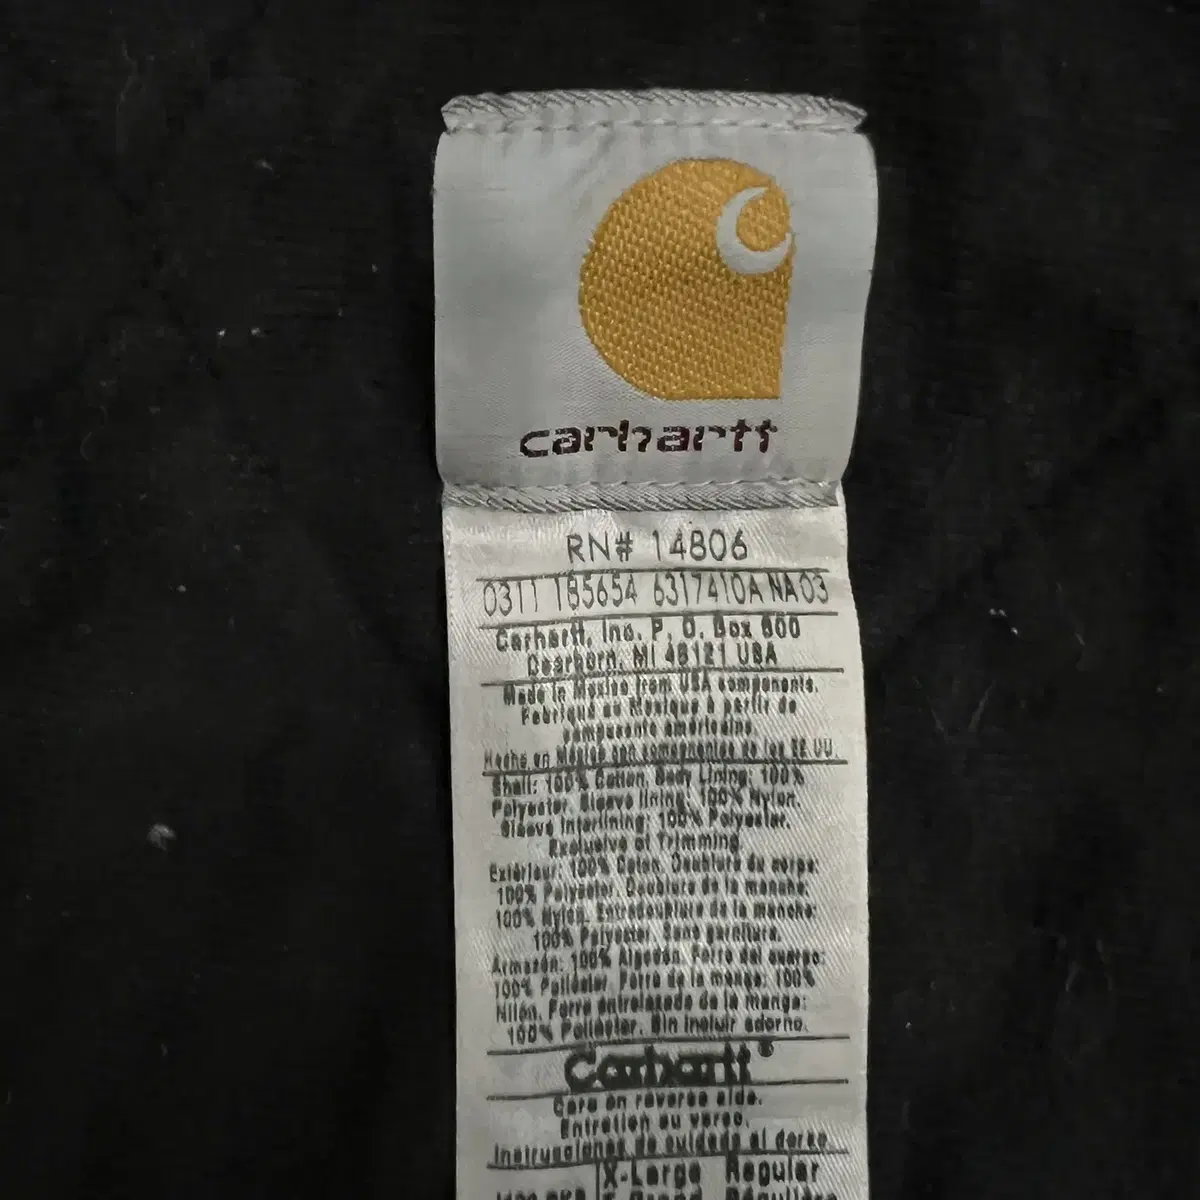 carhartt
RN# 14806
0311 185654 6317410A NA03
Carhartt, Inc. P. O. Box 600
Dearborn, MI 48121 USA
Made in Mexico from USA components.
Fabriqué au Mexique à partir de
composants américains.
Hecho en México con componentes de los EE.UU.
Shell: 100% Cotton. Body Lining: 100%
Polyester. Sleeve lining: 100% Nylon.
Sleeve Interlining: 100% Polyester.
Exclusive of Trimming.
Extérieur: 100% Coton. Doublure du corps:
100% Polyester. Doublure de la manche:
100% Nylon. Entredoublure de la manche:
100% Polyester. Sans garniture.
Armazón: 100% Algodón. Forro del cuerpo:
100% Poliéster. Forro de la manga: 100%
Nilón. Forro entrelazado de la manga:
100% Poliéster. Sin incluir adorno.
Carhartt®
Care on reverse side.
Entretien au verso.
Instrucciones de cuidado al dorso.
X-Large Regular